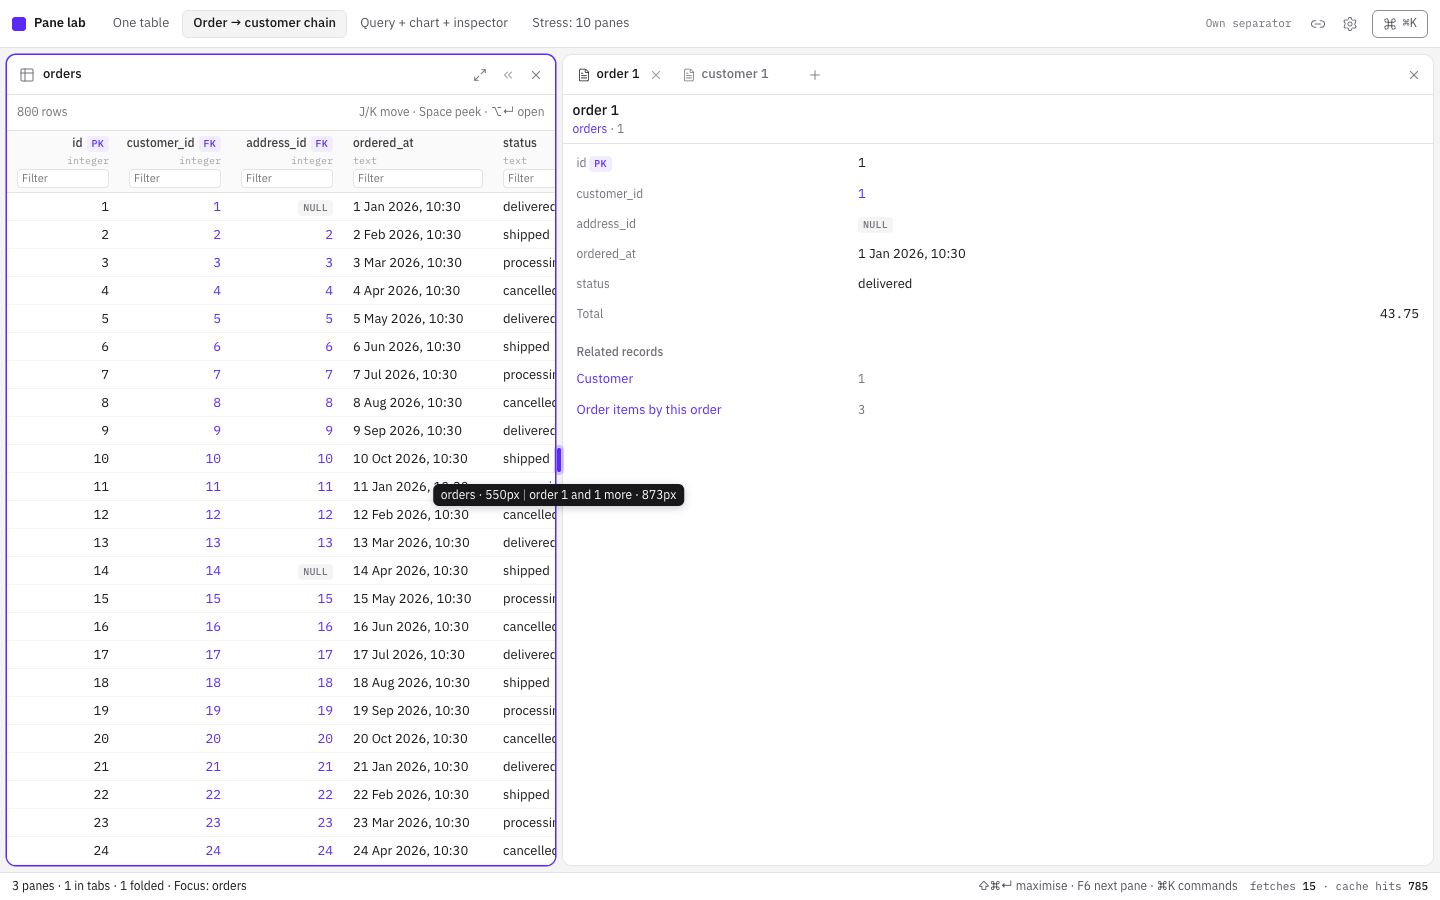 Pane lab One table Order → customer chain Query + chart + inspector Stress: 10 panes Own separator ⌘ ⌘K
orders
800 rows J/K move · Space peek · ⌥↵ open
id PK customer_id FK address_id FK ordered_at status
integer integer integer text text
Filter Filter Filter Filter Filter
1 1 NULL 1 Jan 2026, 10:30 delivered
2 2 2 2 Feb 2026, 10:30 shipped
3 3 3 3 Mar 2026, 10:30 processin
4 4 4 4 Apr 2026, 10:30 cancelled
5 5 5 5 May 2026, 10:30 delivered
6 6 6 6 Jun 2026, 10:30 shipped
7 7 7 7 Jul 2026, 10:30 processin
8 8 8 8 Aug 2026, 10:30 cancelled
9 9 9 9 Sep 2026, 10:30 delivered
10 10 10 10 Oct 2026, 10:30 shipped
11 11 11 11 Jan 2026,
12 12 12 12 Feb 2026, 10:30 cancelled
13 13 13 13 Mar 2026, 10:30 delivered
14 14 NULL 14 Apr 2026, 10:30 shipped
15 15 15 15 May 2026, 10:30 processin
16 16 16 16 Jun 2026, 10:30 cancelled
17 17 17 17 Jul 2026, 10:30 delivered
18 18 18 18 Aug 2026, 10:30 shipped
19 19 19 19 Sep 2026, 10:30 processin
20 20 20 20 Oct 2026, 10:30 cancelled
21 21 21 21 Jan 2026, 10:30 delivered
22 22 22 22 Feb 2026, 10:30 shipped
23 23 23 23 Mar 2026, 10:30 processin
24 24 24 24 Apr 2026, 10:30 cancelled
orders · 550px | order 1 and 1 more · 873px
order 1 customer 1
order 1
orders · 1
id PK 1
customer_id 1
address_id NULL
ordered_at 1 Jan 2026, 10:30
status delivered
Total 43.75
Related records
Customer 1
Order items by this order 3
3 panes · 1 in tabs · 1 folded · Focus: orders ⇧⌘↵ maximise · F6 next pane · ⌘K commands fetches 15 · cache hits 785